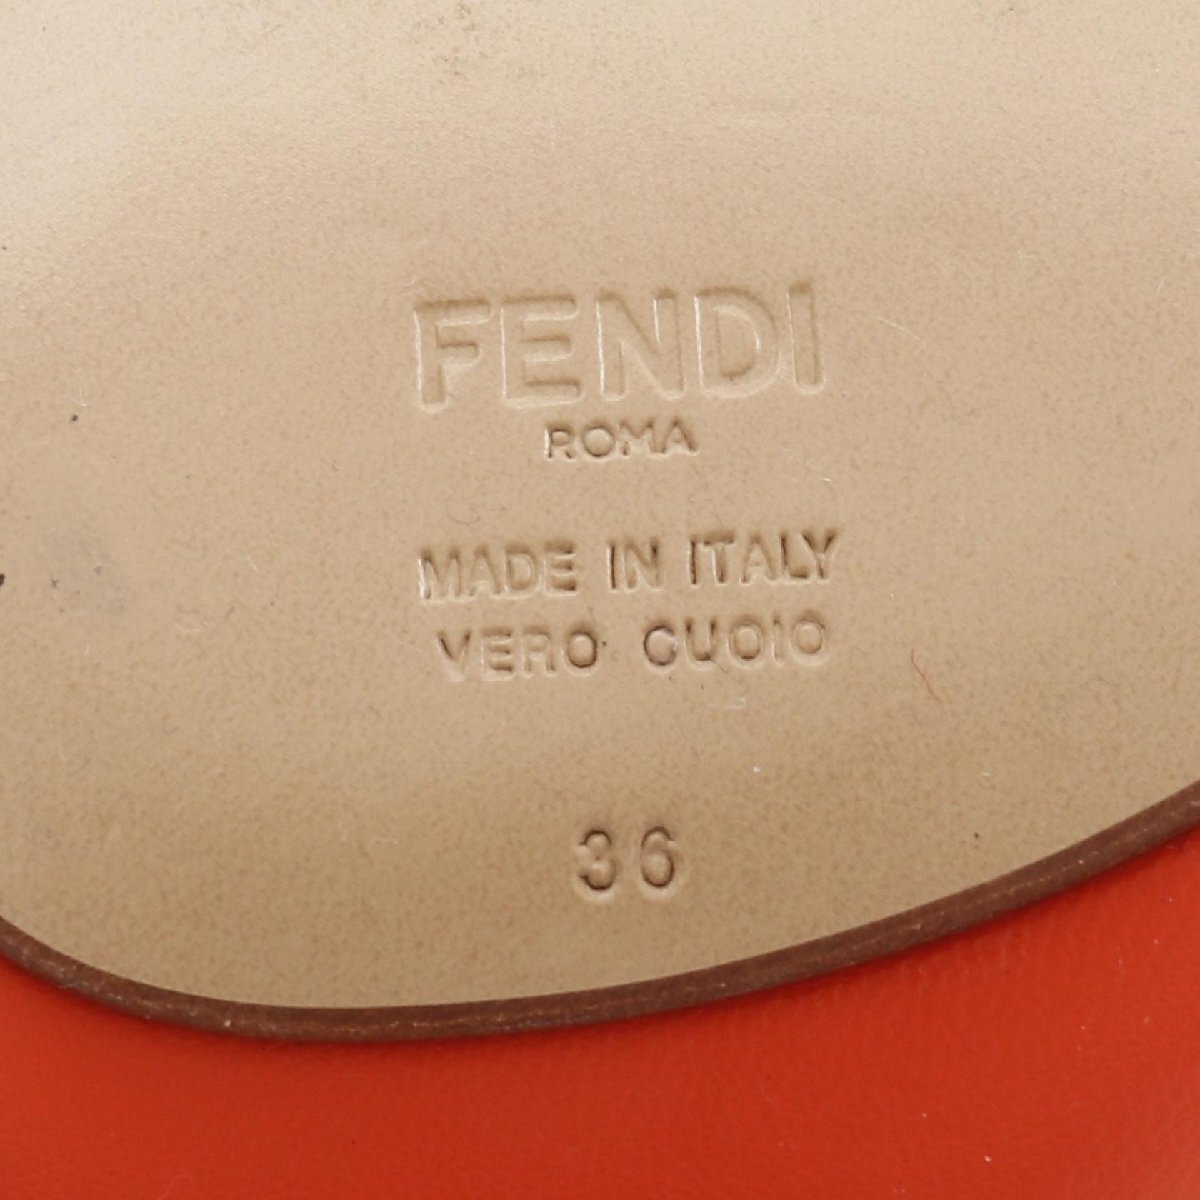 FENDI
ROMA
MADE IN ITALY
VERO CUOIO
36